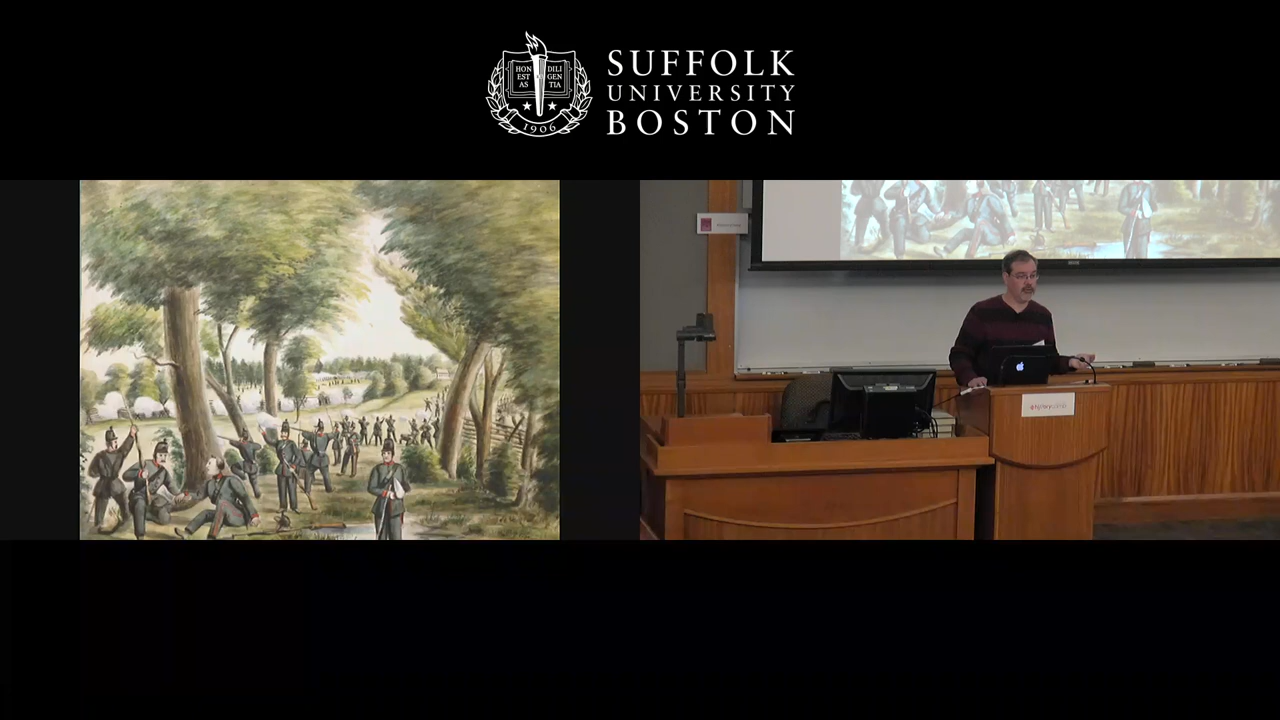 SUFFOLK
UNIVERSITY
BOSTON
HON
EST
AS
DILI
GEN
TIA
1906